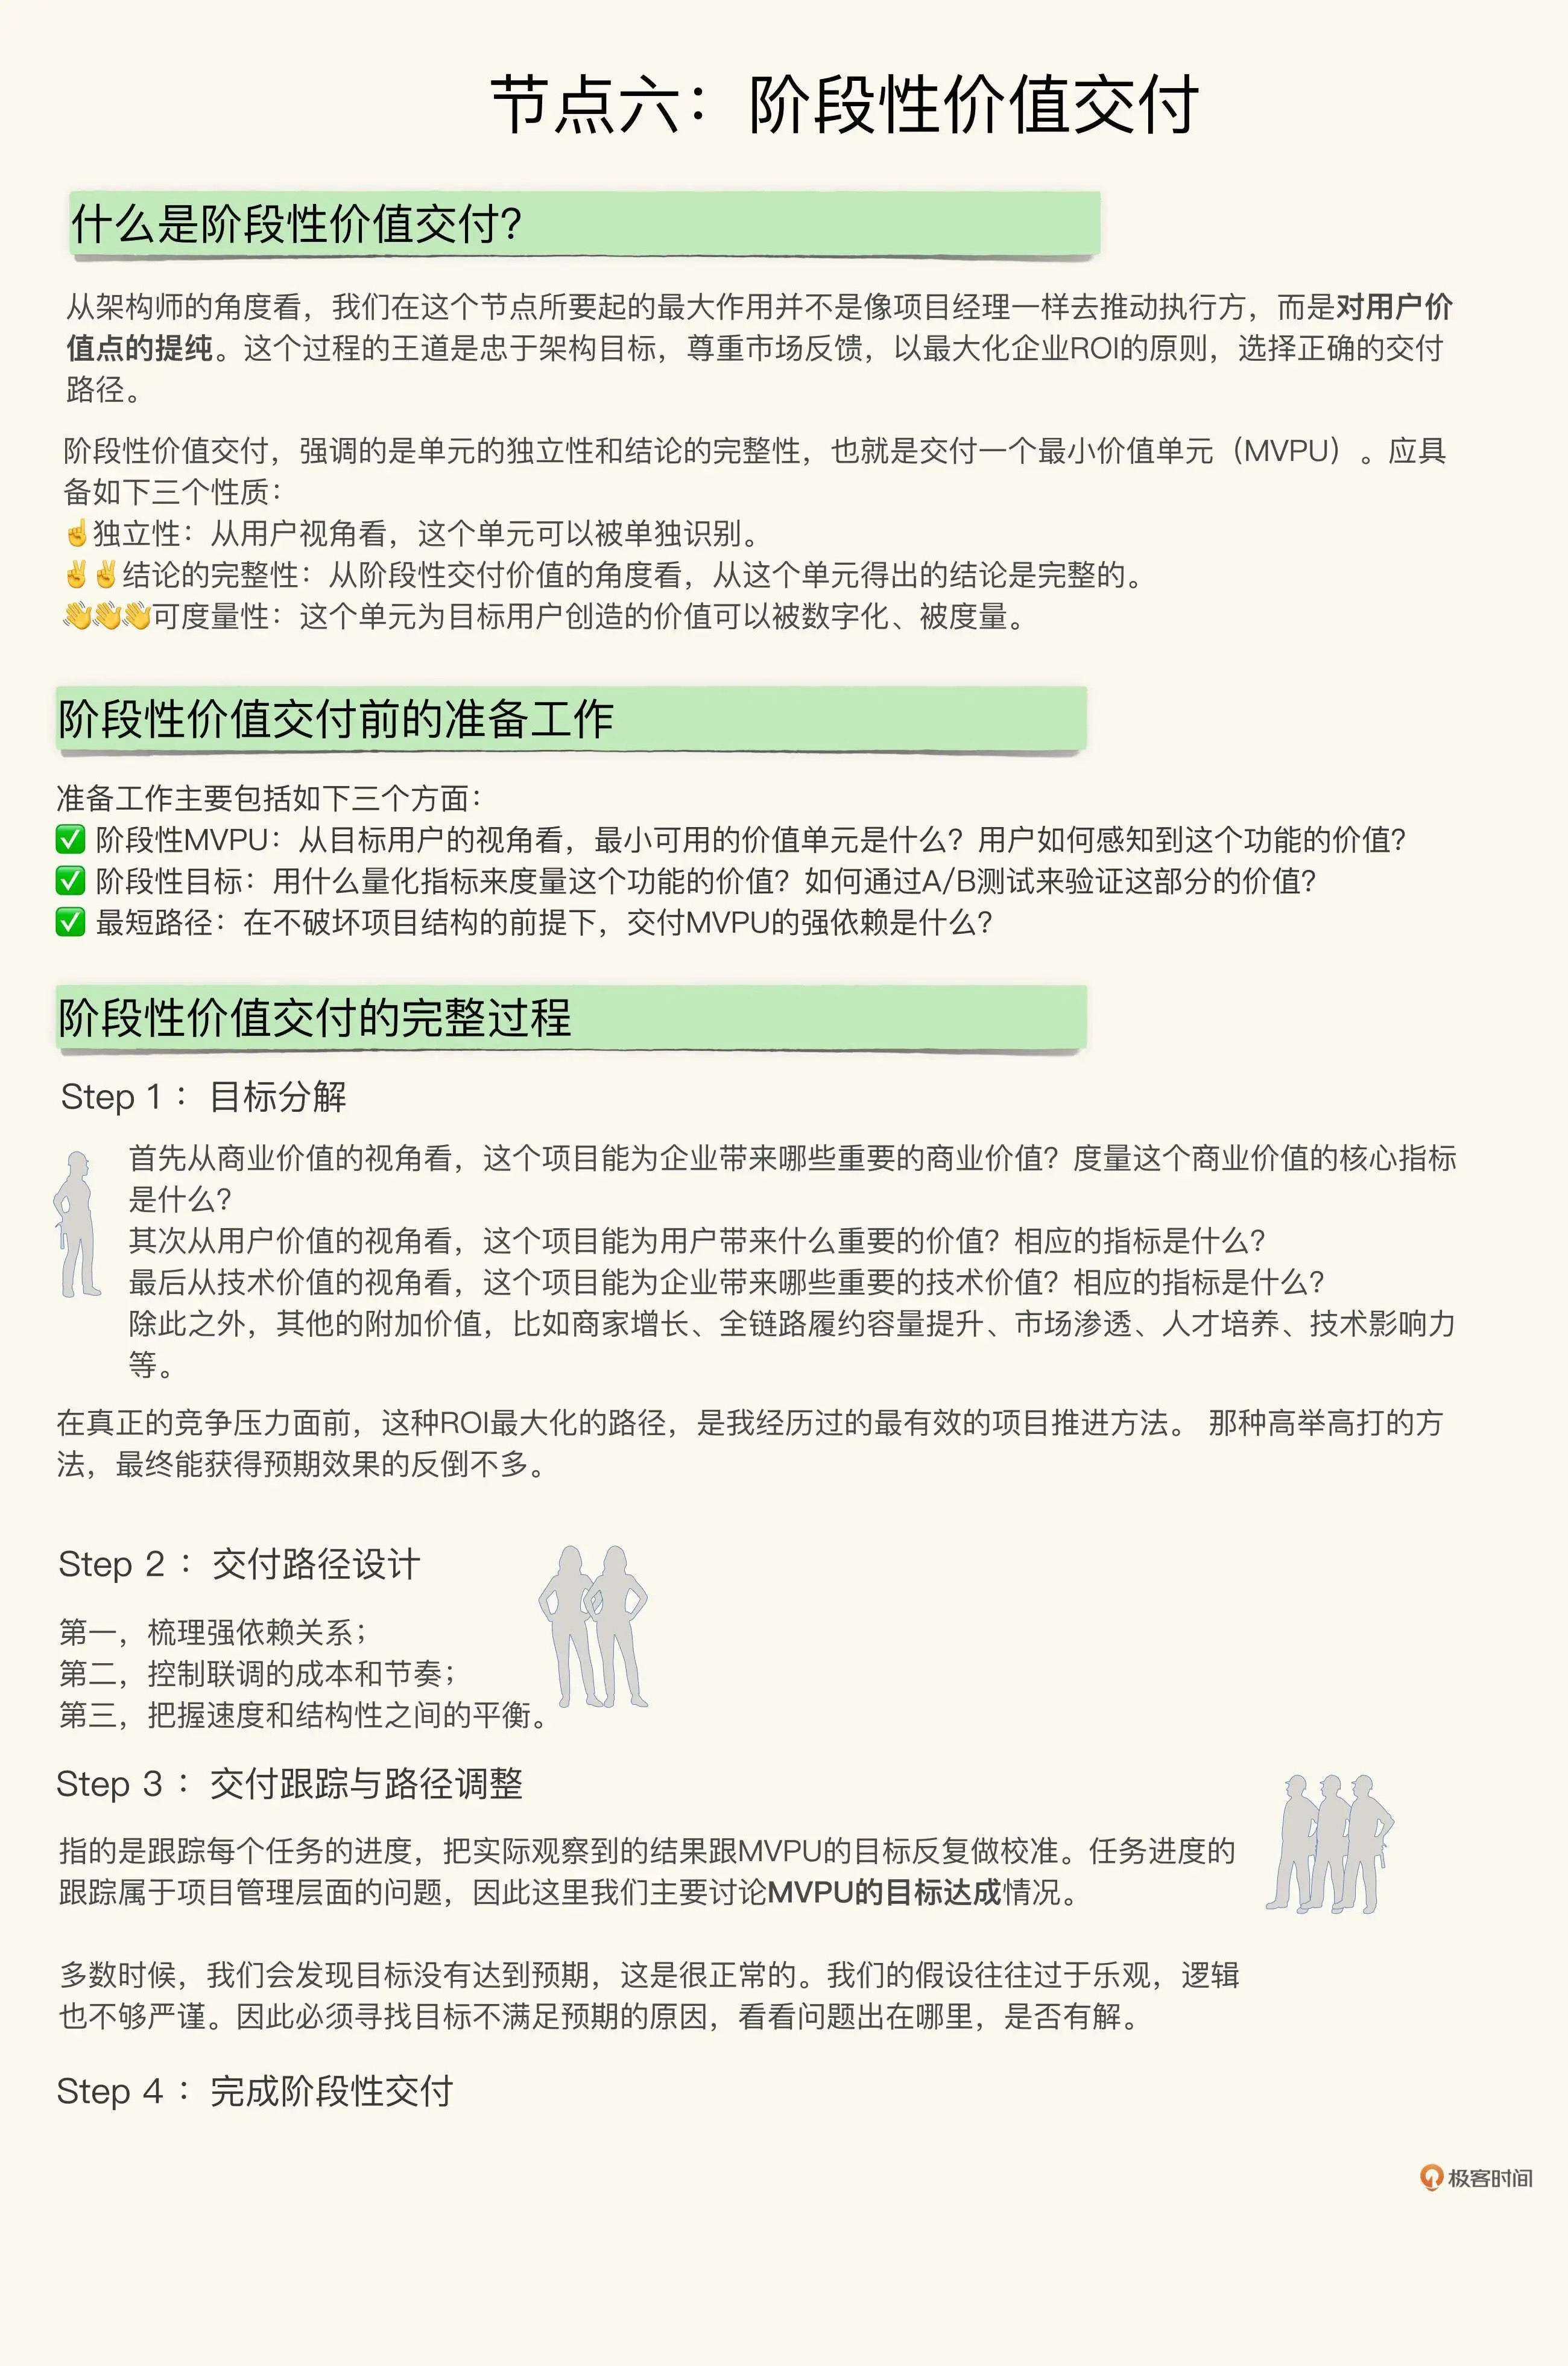 节点六：阶段性价值交付
什么是阶段性价值交付？
从架构师的角度看，我们在这个节点所要起的最大作用并不是像项目经理一样去推动执行方，而是对用户价
值点的提纯。这个过程的王道是忠于架构目标，尊重市场反馈，以最大化企业ROI的原则，选择正确的交付
路径。
阶段性价值交付，强调的是单元的独立性和结论的完整性，也就是交付一个最小价值单元（MVPU）。应具
备如下三个性质：
☝️独立性：从用户视角看，这个单元可以被单独识别。
✌️✌️结论的完整性：从阶段性交付价值的角度看，从这个单元得出的结论是完整的。
👋👋👋可度量性：这个单元为目标用户创造的价值可以被数字化、被度量。
阶段性价值交付前的准备工作
准备工作主要包括如下三个方面：
✅ 阶段性MVPU：从目标用户的视角看，最小可用的价值单元是什么？用户如何感知到这个功能的价值？
✅ 阶段性目标：用什么量化指标来度量这个功能的价值？如何通过A/B测试来验证这部分的价值？
✅ 最短路径：在不破坏项目结构的前提下，交付MVPU的强依赖是什么？
阶段性价值交付的完整过程
Step 1：目标分解
首先从商业价值的视角看，这个项目能为企业带来哪些重要的商业价值？度量这个商业价值的核心指标
是什么？
其次从用户价值的视角看，这个项目能为用户带来什么重要的价值？相应的指标是什么？
最后从技术价值的视角看，这个项目能为企业带来哪些重要的技术价值？相应的指标是什么？
除此之外，其他的附加价值，比如商家增长、全链路履约容量提升、市场渗透、人才培养、技术影响力
等。
在真正的竞争压力面前，这种ROI最大化的路径，是我经历过的最有效的项目推进方法。 那种高举高打的方
法，最终能获得预期效果的反倒不多。
Step 2：交付路径设计
第一，梳理强依赖关系；
第二，控制联调的成本和节奏；
第三，把握速度和结构性之间的平衡。
Step 3：交付跟踪与路径调整
指的是跟踪每个任务的进度，把实际观察到的结果跟MVPU的目标反复做校准。任务进度的
跟踪属于项目管理层面的问题，因此这里我们主要讨论MVPU的目标达成情况。
多数时候，我们会发现目标没有达到预期，这是很正常的。我们的假设往往过于乐观，逻辑
也不够严谨。因此必须寻找目标不满足预期的原因，看看问题出在哪里，是否有解。
Step 4：完成阶段性交付
极客时间